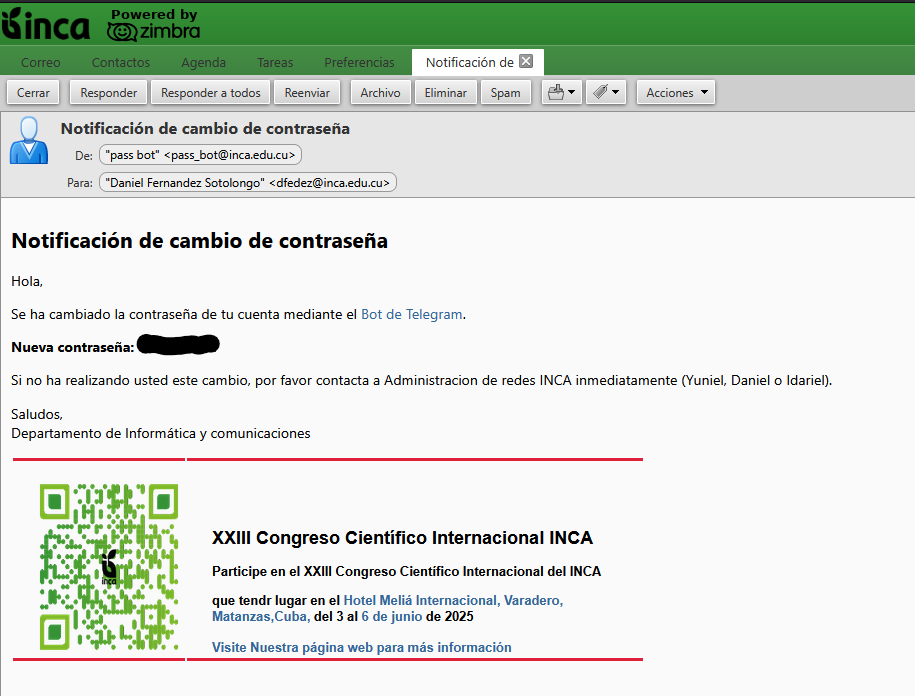 inca
Powered by
zimbra
Correo Contactos Agenda Tareas Preferencias Notificación de
Cerrar Responder Responder a todos Reenviar Archivo Eliminar Spam Acciones
Notificación de cambio de contraseña
De: "pass bot" <pass_bot@inca.edu.cu>
Para: "Daniel Fernandez Sotolongo" <dfedez@inca.edu.cu>
Notificación de cambio de contraseña
Hola,
Se ha cambiado la contraseña de tu cuenta mediante el Bot de Telegram.
Nueva contraseña:
Si no ha realizando usted este cambio, por favor contacta a Administracion de redes INCA inmediatamente (Yuniel, Daniel o Idariel).
Saludos,
Departamento de Informática y comunicaciones
inca
XXIII Congreso Científico Internacional INCA
Participe en el XXIII Congreso Científico Internacional del INCA
que tendr lugar en el Hotel Meliá Internacional, Varadero,
Matanzas,Cuba, del 3 al 6 de junio de 2025
Visite Nuestra página web para más información